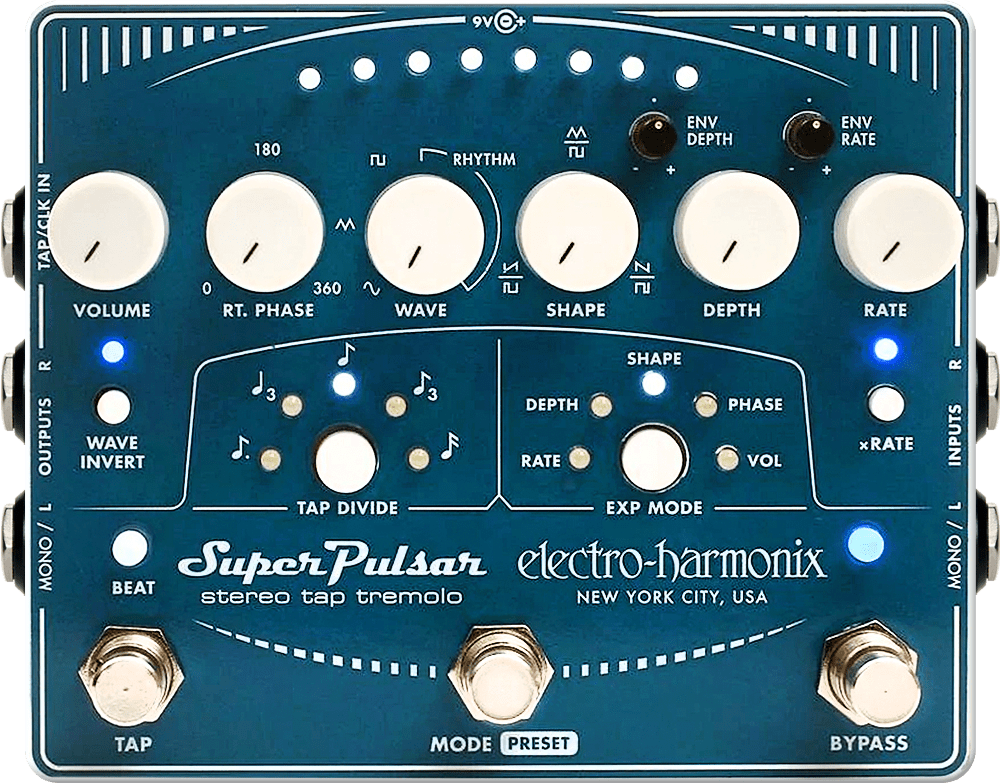 9V - +
ENV
DEPTH
ENV
RATE
180
RHYTHM
TAP/CLK IN
0
360
- +
- +
VOLUME
RT. PHASE
WAVE
SHAPE
DEPTH
RATE
SHAPE
3
3
DEPTH
PHASE
RATE
VOL
WAVE
INVERT
×RATE
MONO / L OUTPUTS R
MONO / L INPUTS R
TAP DIVIDE
EXP MODE
BEAT
SuperPulsar
stereo tap tremolo
electro-harmonix
NEW YORK CITY, USA
TAP
MODE PRESET
BYPASS